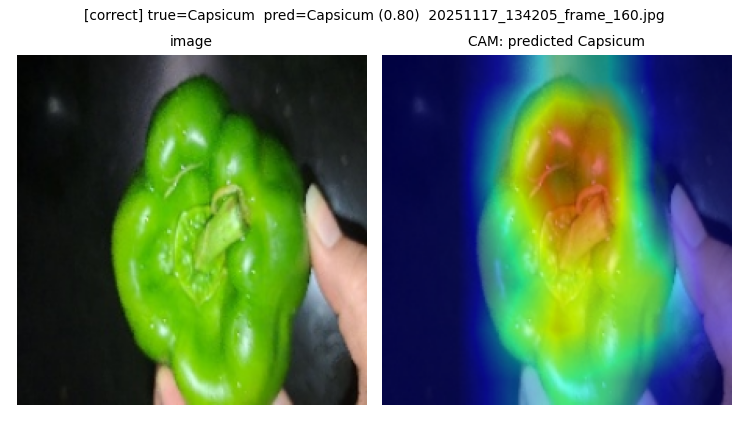 [correct] true=Capsicum  pred=Capsicum (0.80)  20251117_134205_frame_160.jpg
image
CAM: predicted Capsicum